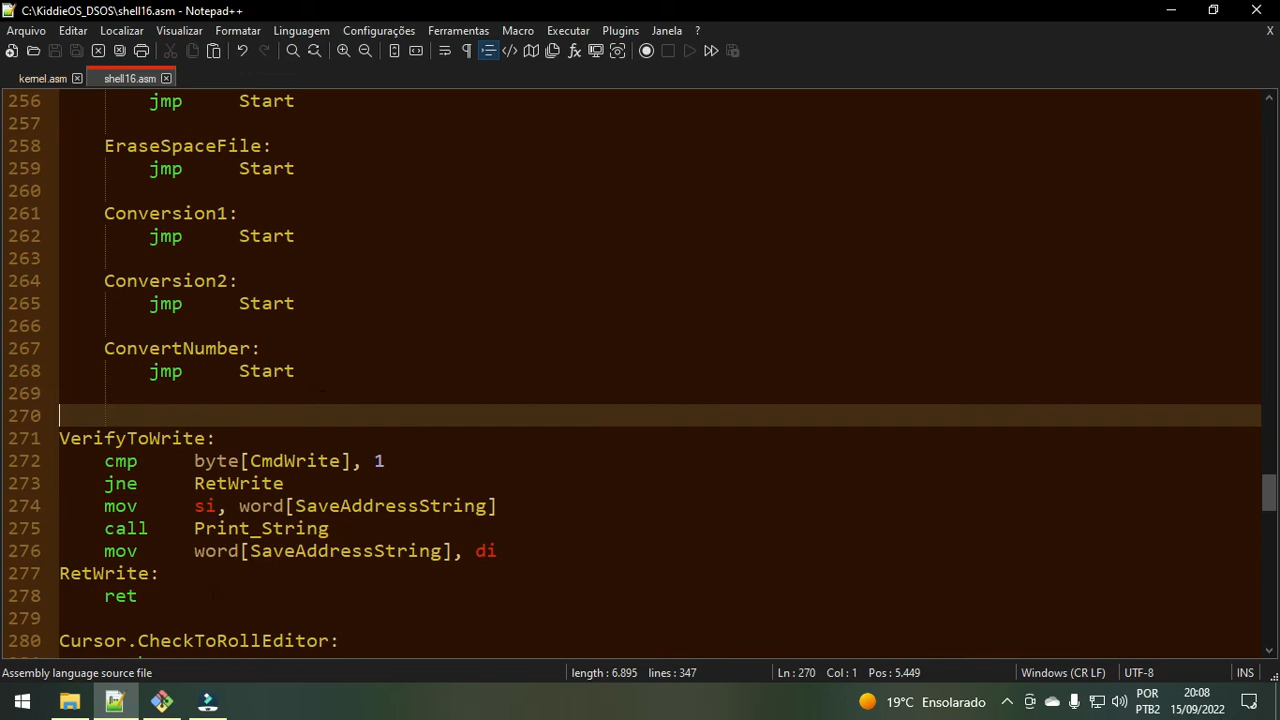 C:\KiddieOS_DSOS\shell16.asm - Notepad++
Arquivo Editar Localizar Visualizar Formatar Linguagem Configurações Ferramentas Macro Executar Plugins Janela ? X
kernel.asm shell16.asm
256 jmp Start
257
258 EraseSpaceFile:
259 jmp Start
260
261 Conversion1:
262 jmp Start
263
264 Conversion2:
265 jmp Start
266
267 ConvertNumber:
268 jmp Start
269
270
271 VerifyToWrite:
272 cmp byte[CmdWrite], 1
273 jne RetWrite
274 mov si, word[SaveAddressString]
275 call Print_String
276 mov word[SaveAddressString], di
277 RetWrite:
278 ret
279
280 Cursor.CheckToRollEditor:
Assembly language source file length : 6.895 lines : 347 Ln : 270 Col : 1 Pos : 5.449 Windows (CR LF) UTF-8 INS
19°C Ensolarado POR 20:08
PTB2 15/09/2022